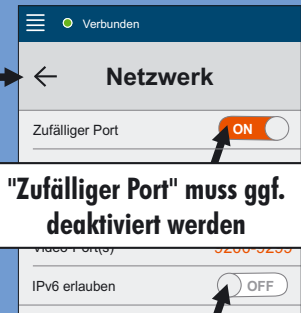 Verbunden
Netzwerk
Zufälliger Port
ON
"Zufälliger Port" muss ggf.
deaktiviert werden
IPv6 erlauben
OFF